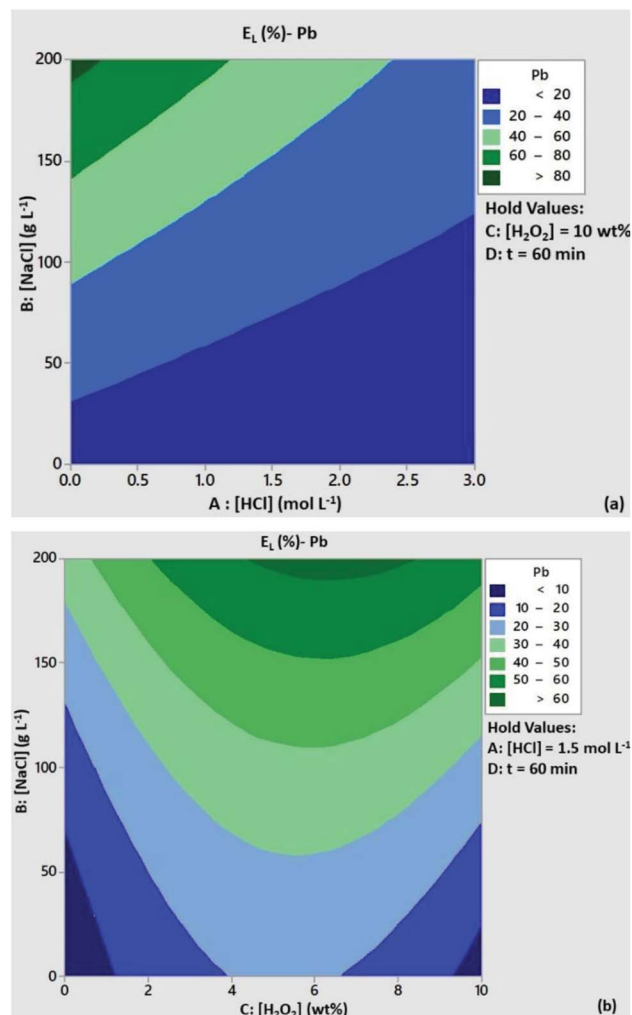 E_L (%)- Pb
200
150
100
50
0
B: [NaCl] (g L⁻¹)
0.0 0.5 1.0 1.5 2.0 2.5 3.0
A : [HCl] (mol L⁻¹)
Pb
< 20
20 – 40
40 – 60
60 – 80
> 80
Hold Values:
C: [H₂O₂] = 10 wt%
D: t = 60 min
(a)
E_L (%)- Pb
200
150
100
50
0
B: [NaCl] (g L⁻¹)
0 2 4 6 8 10
C: [H₂O₂] (wt%)
Pb
< 10
10 – 20
20 – 30
30 – 40
40 – 50
50 – 60
> 60
Hold Values:
A: [HCl] = 1.5 mol L⁻¹
D: t = 60 min
(b)